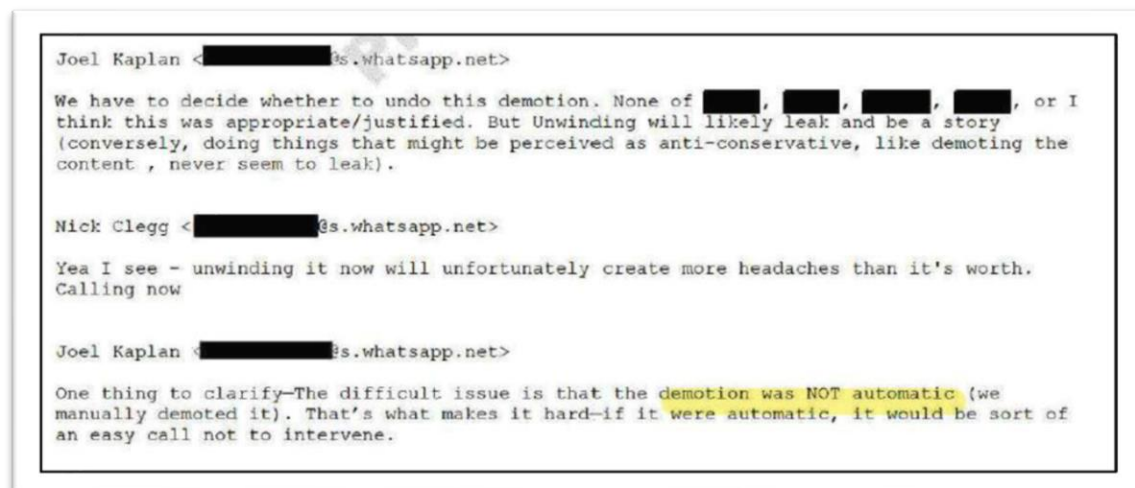 Joel Kaplan < @s.whatsapp.net>
We have to decide whether to undo this demotion. None of , , , , or I
think this was appropriate/justified. But Unwinding will likely leak and be a story
(conversely, doing things that might be perceived as anti-conservative, like demoting the
content , never seem to leak).
Nick Clegg < @s.whatsapp.net>
Yea I see - unwinding it now will unfortunately create more headaches than it's worth.
Calling now
Joel Kaplan < @s.whatsapp.net>
One thing to clarify—The difficult issue is that the demotion was NOT automatic (we
manually demoted it). That's what makes it hard—if it were automatic, it would be sort of
an easy call not to intervene.